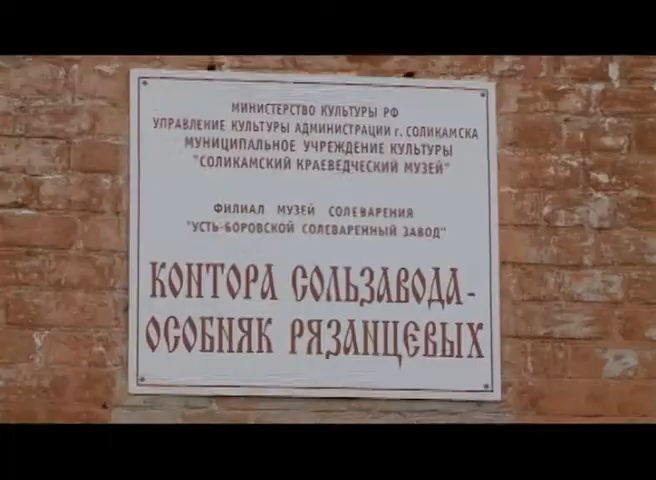 МИНИСТЕРСТВО КУЛЬТУРЫ РФ
УПРАВЛЕНИЕ КУЛЬТУРЫ АДМИНИСТРАЦИИ г. СОЛИКАМСКА
МУНИЦИПАЛЬНОЕ УЧРЕЖДЕНИЕ КУЛЬТУРЫ
"СОЛИКАМСКИЙ КРАЕВЕДЧЕСКИЙ МУЗЕЙ"
ФИЛИАЛ МУЗЕЙ СОЛЕВАРЕНИЯ
"УСТЬ-БОРОВСКОЙ СОЛЕВАРЕННЫЙ ЗАВОД"
КОНТОРА СОЛЬЗАВОДА-
ОСОБНЯК РЯЗАНЦЕВЫХ